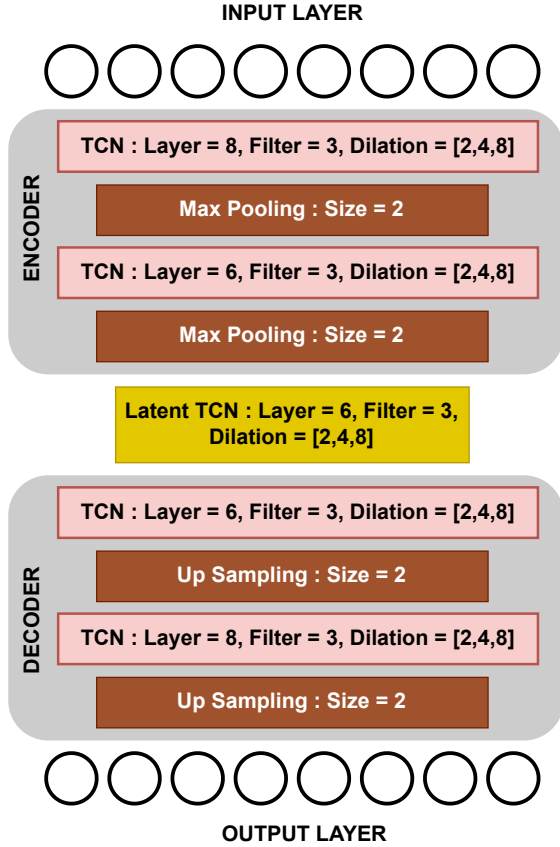 INPUT LAYER
ENCODER
TCN : Layer = 8, Filter = 3, Dilation = [2,4,8]
Max Pooling : Size = 2
TCN : Layer = 6, Filter = 3, Dilation = [2,4,8]
Max Pooling : Size = 2
Latent TCN : Layer = 6, Filter = 3,
Dilation = [2,4,8]
DECODER
TCN : Layer = 6, Filter = 3, Dilation = [2,4,8]
Up Sampling : Size = 2
TCN : Layer = 8, Filter = 3, Dilation = [2,4,8]
Up Sampling : Size = 2
OUTPUT LAYER